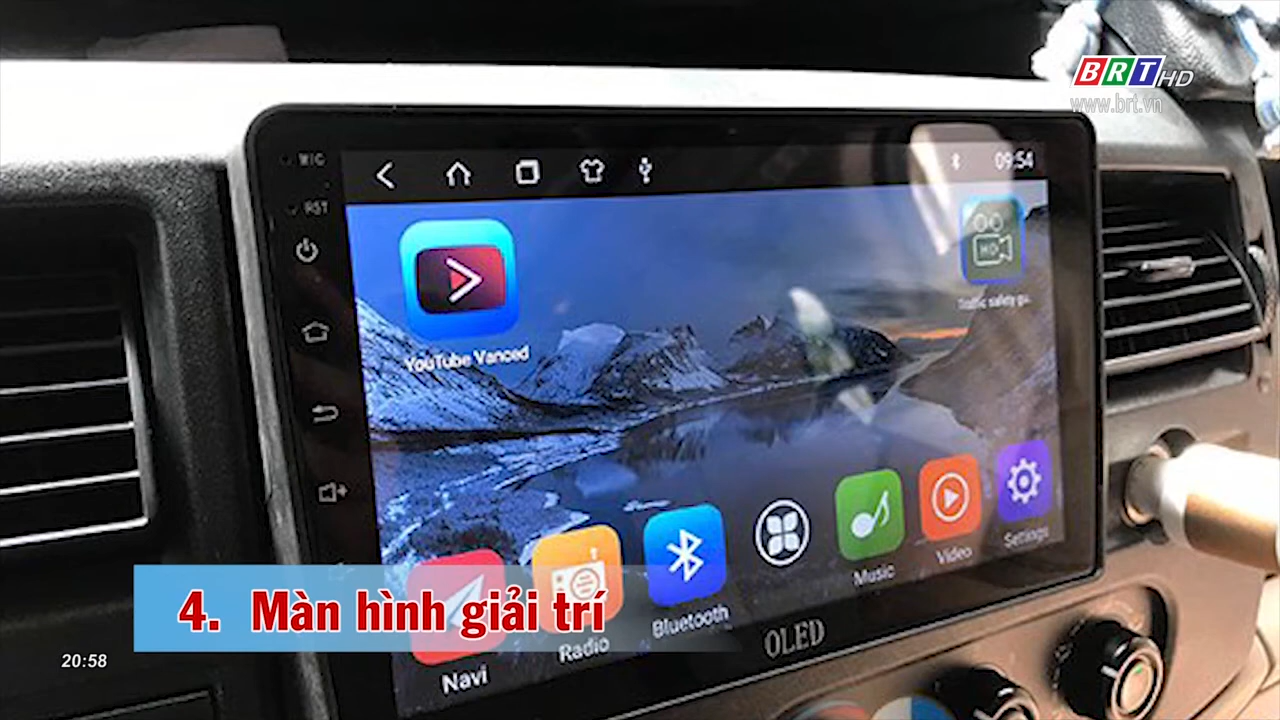 BRT HD
www.brt.vn
MIC
09:54
RST
HD
YouTube Vanced
Traffic safety gu.
Music
Video
Settings
Bluetooth
4. Màn hình giải trí
Radio
OLED
Navi
20:58